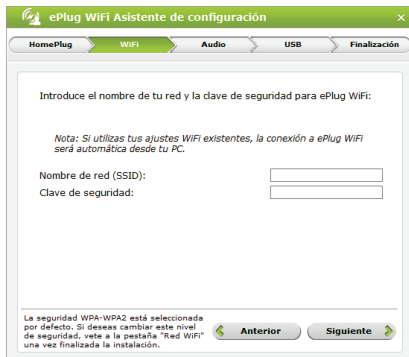 ePlug WiFi Asistente de configuración
HomePlug WiFi Audio USB Finalización
Introduce el nombre de tu red y la clave de seguridad para ePlug WiFi:
Nota: Si utilizas tus ajustes WiFi existentes, la conexión a ePlug WiFi
será automática desde tu PC.
Nombre de red (SSID):
Clave de seguridad:
La seguridad WPA-WPA2 está seleccionada
por defecto. Si deseas cambiar este nivel
de seguridad, vete a la pestaña "Red WiFi"
una vez finalizada la instalación.
Anterior Siguiente